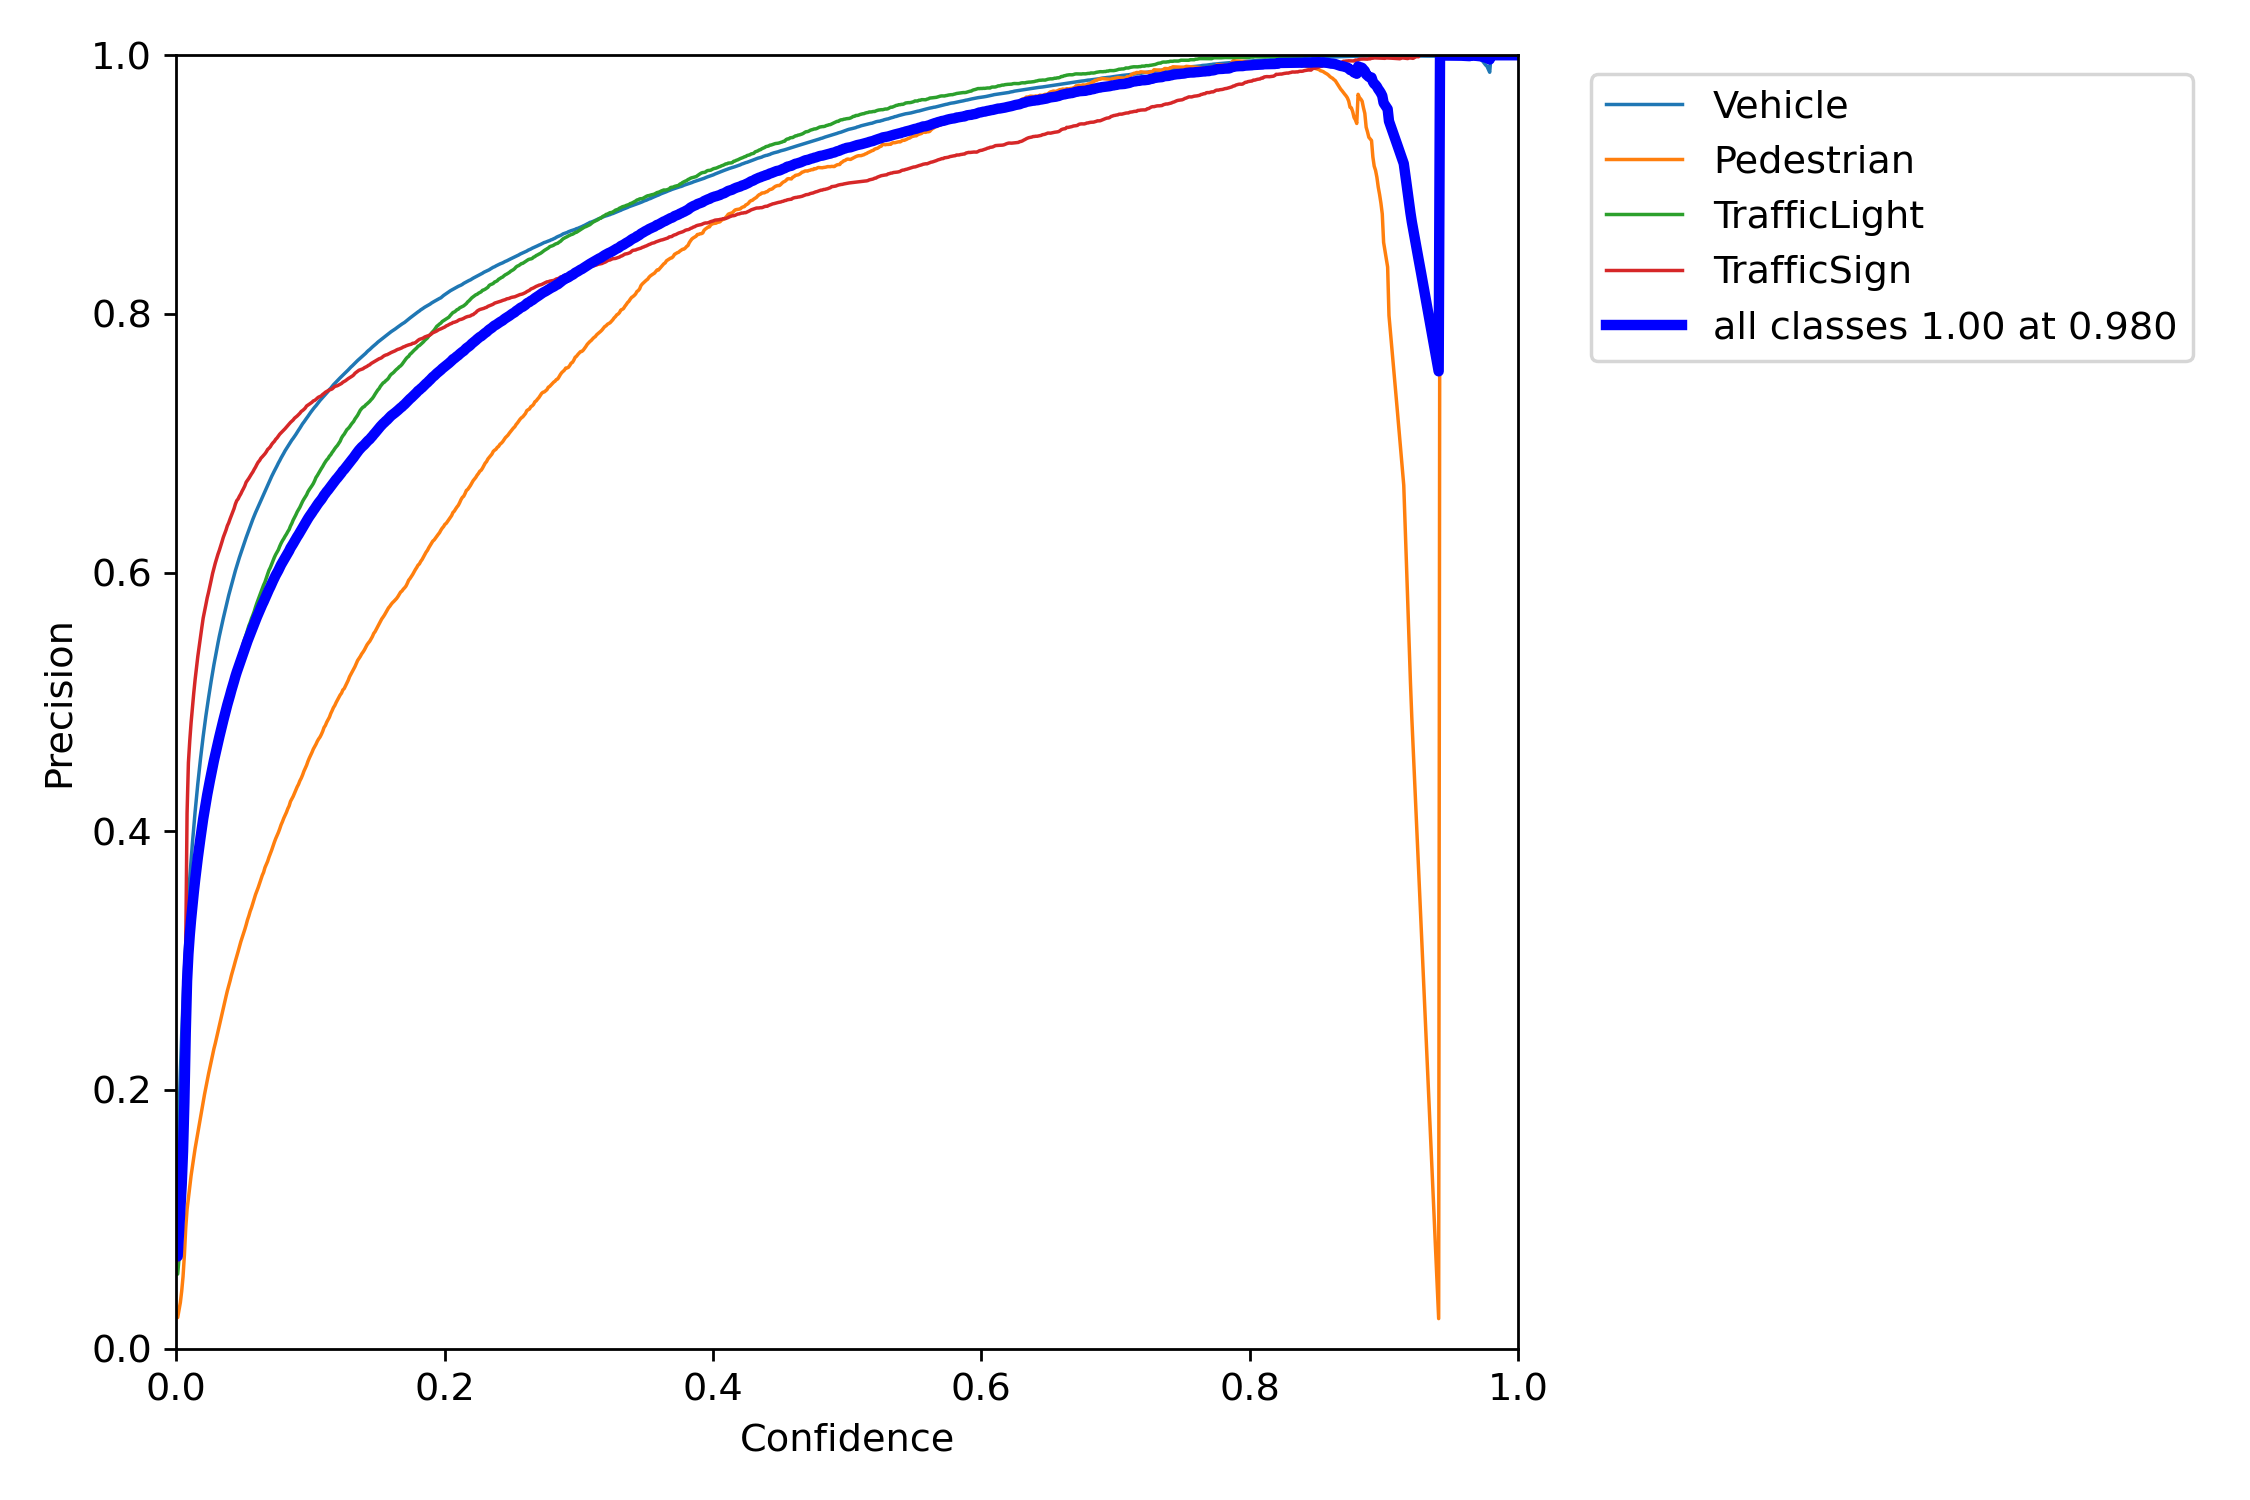 1.0
0.8
0.6
0.4
0.2
0.0
Precision
0.0 0.2 0.4 0.6 0.8 1.0
Confidence
Vehicle
Pedestrian
TrafficLight
TrafficSign
all classes 1.00 at 0.980